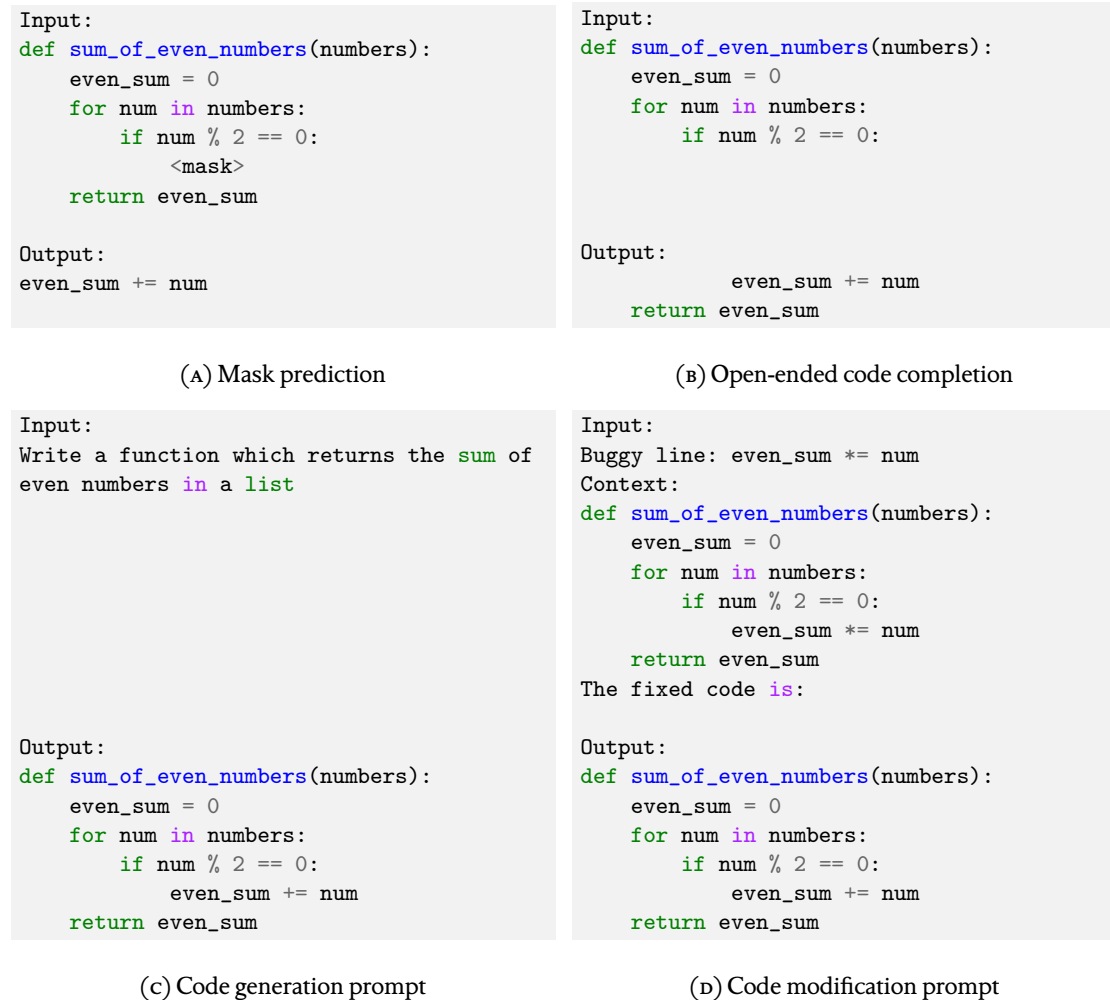 Input:
def sum_of_even_numbers(numbers):
    even_sum = 0
    for num in numbers:
        if num % 2 == 0:
            <mask>
    return even_sum

Output:
even_sum += num

(A) Mask prediction

Input:
def sum_of_even_numbers(numbers):
    even_sum = 0
    for num in numbers:
        if num % 2 == 0:

Output:
            even_sum += num
    return even_sum

(B) Open-ended code completion

Input:
Write a function which returns the sum of
even numbers in a list

Output:
def sum_of_even_numbers(numbers):
    even_sum = 0
    for num in numbers:
        if num % 2 == 0:
            even_sum += num
    return even_sum

(C) Code generation prompt

Input:
Buggy line: even_sum *= num
Context:
def sum_of_even_numbers(numbers):
    even_sum = 0
    for num in numbers:
        if num % 2 == 0:
            even_sum *= num
    return even_sum
The fixed code is:

Output:
def sum_of_even_numbers(numbers):
    even_sum = 0
    for num in numbers:
        if num % 2 == 0:
            even_sum += num
    return even_sum

(D) Code modification prompt